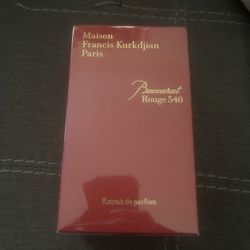 Maison
Francis Kurkdjian
Paris
Baccarat
Rouge 540
Extrait de parfum